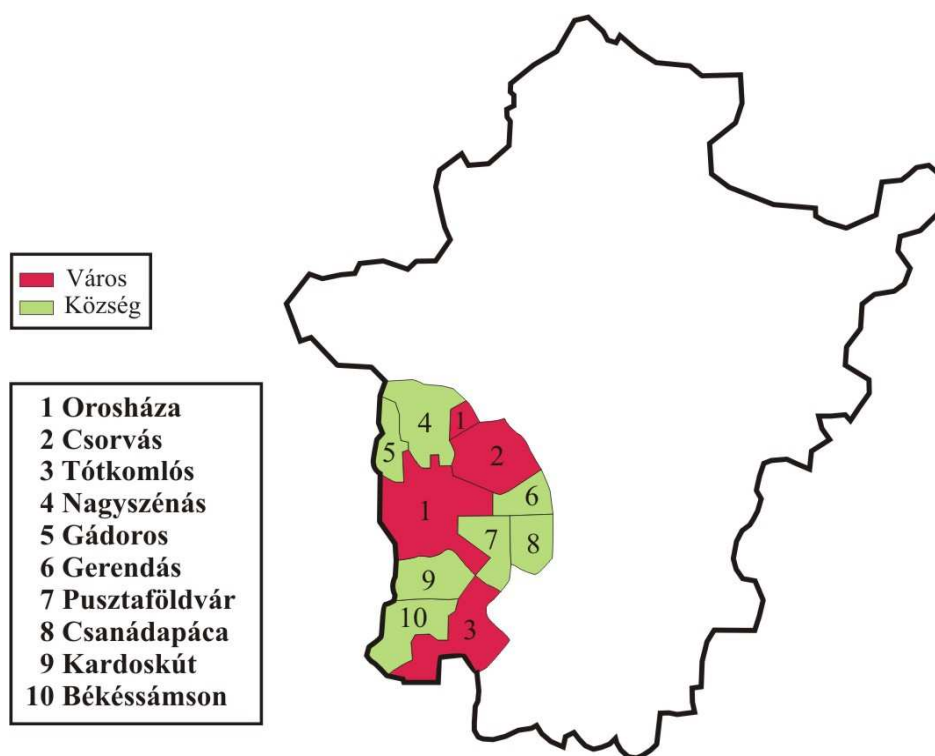 Város
Község
1 Orosháza
2 Csorvás
3 Tótkomlós
4 Nagyszénás
5 Gádoros
6 Gerendás
7 Pusztaföldvár
8 Csanádapáca
9 Kardoskút
10 Békéssámson
4
1
5
2
1
6
7
8
9
10
3